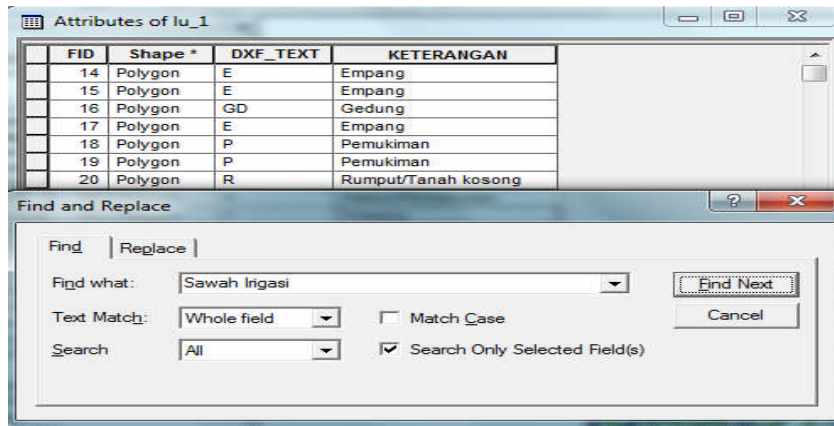 Attributes of lu_1
FID Shape * DXF_TEXT KETERANGAN
14 Polygon E Empang
15 Polygon E Empang
16 Polygon GD Gedung
17 Polygon E Empang
18 Polygon P Pemukiman
19 Polygon P Pemukiman
20 Polygon R Rumput/Tanah kosong
Find and Replace
Find Replace
Find what: Sawah Irigasi Find Next
Text Match: Whole field Match Case Cancel
Search All Search Only Selected Field(s)